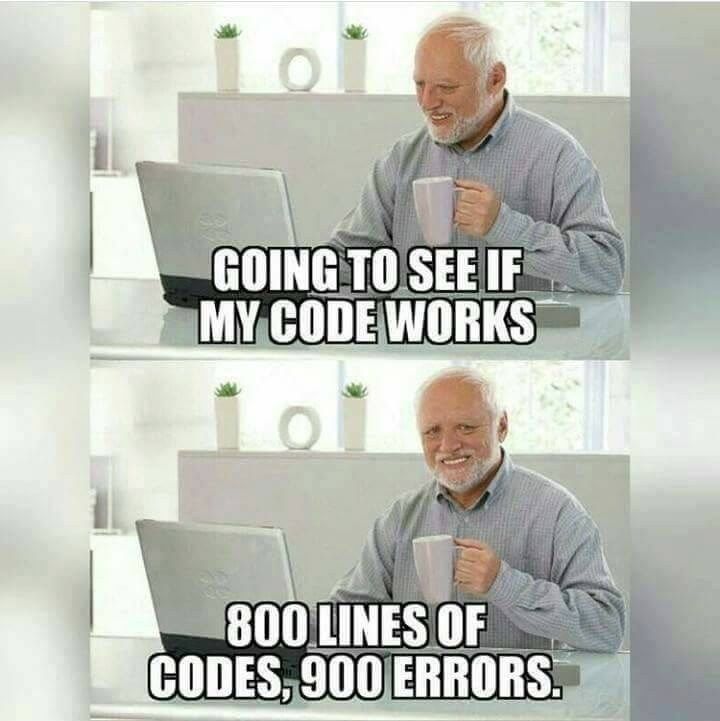 GOING TO SEE IF
MY CODE WORKS
800 LINES OF
CODES, 900 ERRORS.